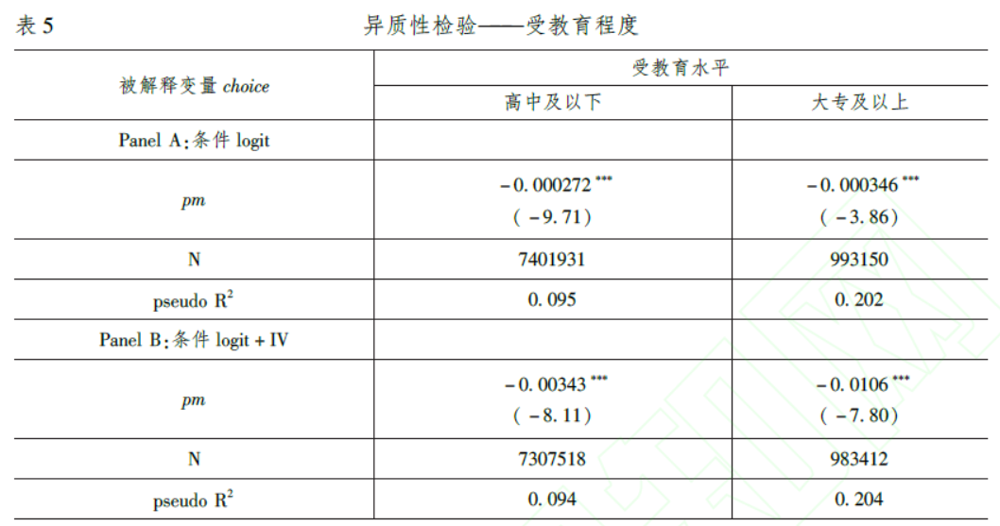 表 5 异质性检验——受教育程度
被解释变量 choice 受教育水平
高中及以下 大专及以上
Panel A:条件 logit
pm -0.000272*** -0.000346***
(-9.71) (-3.86)
N 7401931 993150
pseudo R² 0.095 0.202
Panel B:条件 logit + IV
pm -0.00343*** -0.0106***
(-8.11) (-7.80)
N 7307518 983412
pseudo R² 0.094 0.204